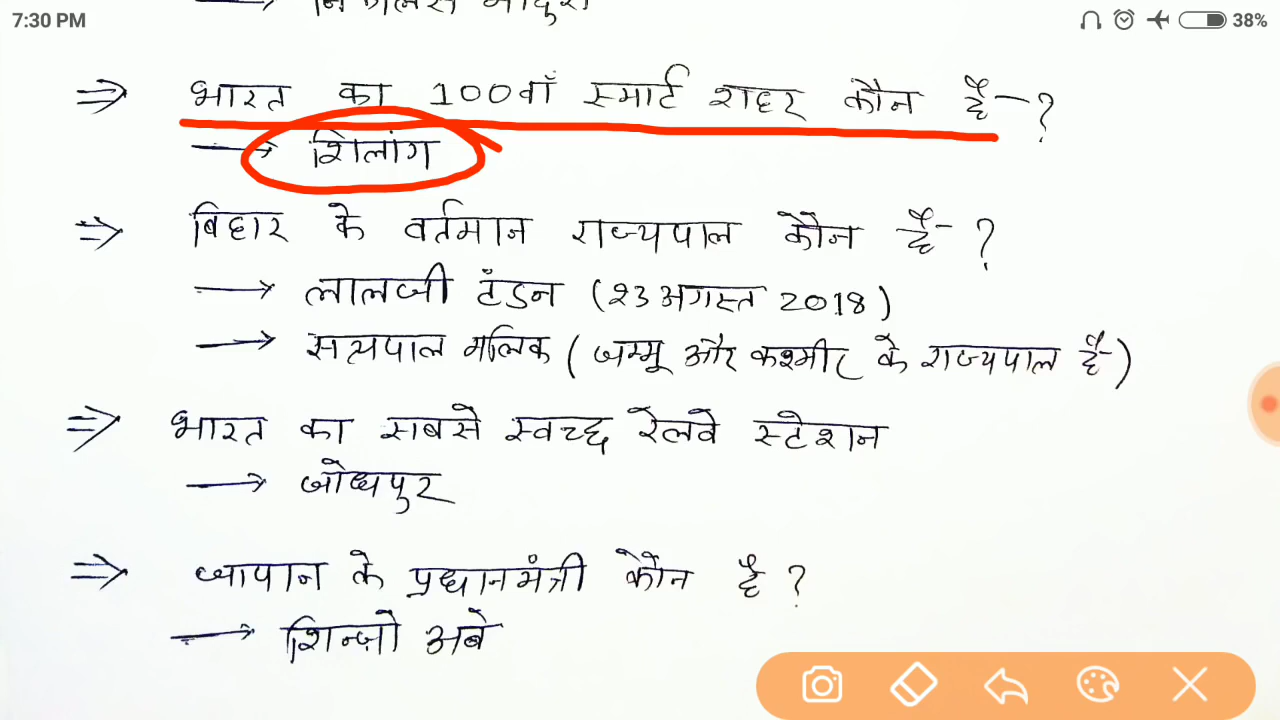 7:30 PM 38%
⇒ भारत का 100वाँ स्मार्ट शहर कौन है - ?
→ शिलांग
⇒ बिहार के वर्तमान राज्यपाल कौन है - ?
→ लालजी टंडन (23 अगस्त 2018)
→ सत्यपाल मलिक (जम्मू और कश्मीर के राज्यपाल है)
⇒ भारत का सबसे स्वच्छ रेलवे स्टेशन
→ जोधपुर
⇒ जापान के प्रधानमंत्री कौन है ?
→ शिन्ज़ो अबे